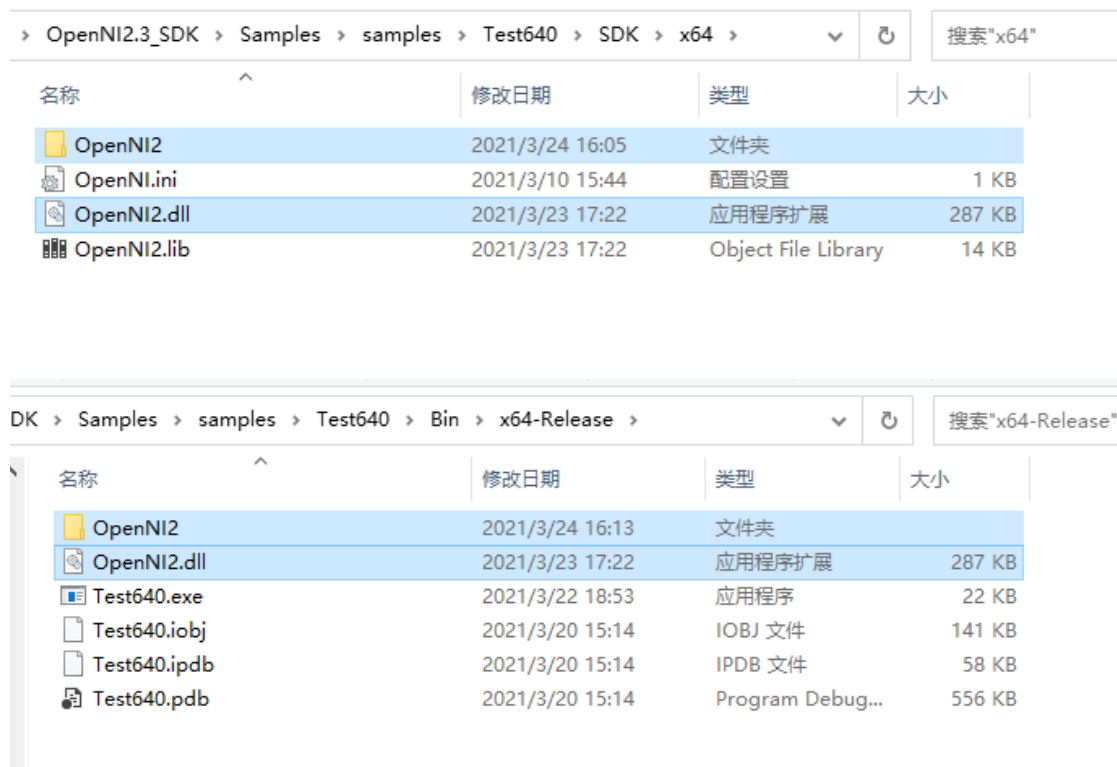 › OpenNI2.3_SDK › Samples › samples › Test640 › SDK › x64 › 搜索"x64"
名称 修改日期 类型 大小
OpenNI2 2021/3/24 16:05 文件夹
OpenNI.ini 2021/3/10 15:44 配置设置 1 KB
OpenNI2.dll 2021/3/23 17:22 应用程序扩展 287 KB
OpenNI2.lib 2021/3/23 17:22 Object File Library 14 KB
DK › Samples › samples › Test640 › Bin › x64-Release › 搜索"x64-Release"
名称 修改日期 类型 大小
OpenNI2 2021/3/24 16:13 文件夹
OpenNI2.dll 2021/3/23 17:22 应用程序扩展 287 KB
Test640.exe 2021/3/22 18:53 应用程序 22 KB
Test640.iobj 2021/3/20 15:14 IOBJ 文件 141 KB
Test640.ipdb 2021/3/20 15:14 IPDB 文件 58 KB
Test640.pdb 2021/3/20 15:14 Program Debug... 556 KB